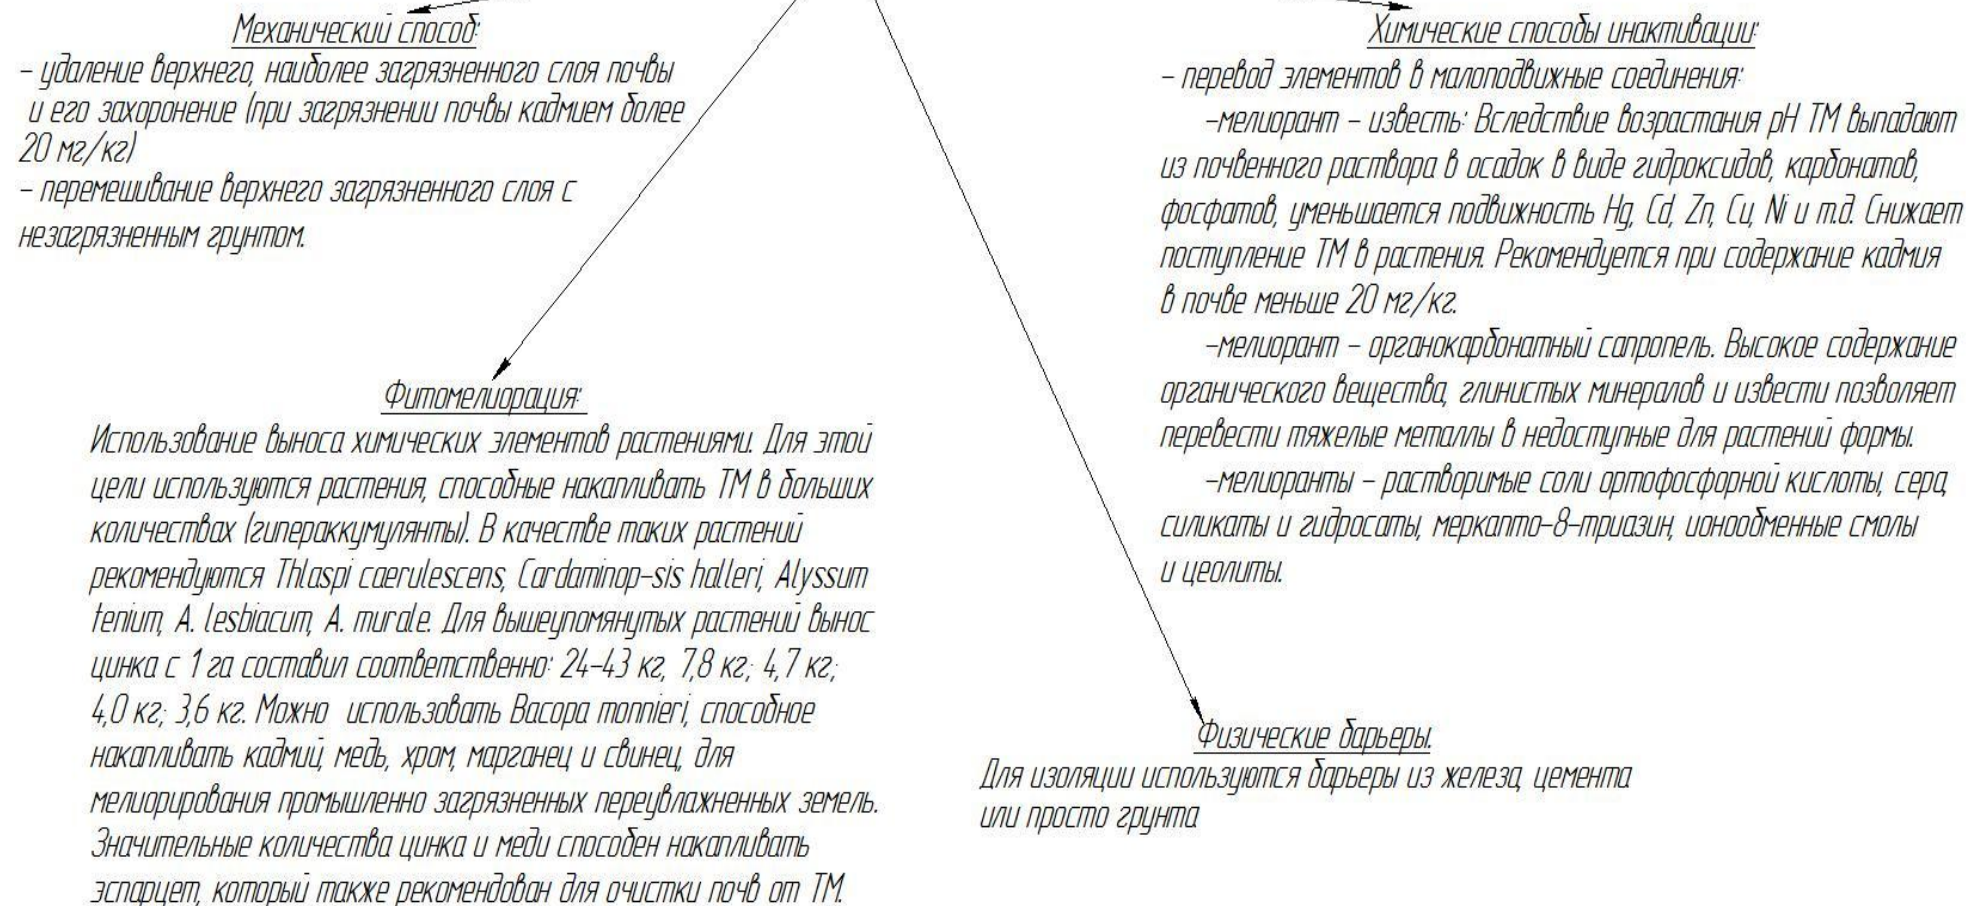 Механический способ:
- удаление верхнего, наиболее загрязненного слоя почвы
и его захоронение (при загрязнении почвы кадмием более
20 мг/кг)
- перемешивание верхнего загрязненного слоя с
незагрязненным грунтом.
Химические способы инактивации:
- перевод элементов в малоподвижные соединения:
-мелиорант - известь: Вследствие возрастания pH ТМ выпадают
из почвенного раствора в осадок в виде гидроксидов, карбонатов,
фосфатов, уменьшается подвижность Hg, Cd, Zn, Cu, Ni и т.д. Снижает
поступление ТМ в растения. Рекомендуется при содержание кадмия
в почве меньше 20 мг/кг.
-мелиорант - органокарбонатный сапропель. Высокое содержание
органического вещества, глинистых минералов и извести позволяет
перевести тяжелые металлы в недоступные для растений формы.
-мелиоранты - растворимые соли ортофосфорной кислоты, сера,
силикаты и гидросаты, меркапто-8-триазин, ионообменные смолы
и цеолиты.
Фитомелиорация:
Использование выноса химических элементов растениями. Для этой
цели используются растения, способные накапливать ТМ в больших
количествах (гипераккумулянты). В качестве таких растений
рекомендуются Thlaspi caerulescens, Cardaminop-sis halleri, Alyssum
tenium, A. lesbiacum, A. murale. Для вышеупомянутых растений вынос
цинка с 1 га составил соответственно: 24-43 кг, 7,8 кг; 4,7 кг;
4,0 кг; 3,6 кг. Можно использовать Bacopa monnieri, способное
накапливать кадмий, медь, хром, марганец и свинец, для
мелиорирования промышленно загрязненных переувлажненных земель.
Значительные количества цинка и меди способен накапливать
эспарцет, который также рекомендован для очистки почв от ТМ.
Физические барьеры.
Для изоляции используются барьеры из железа, цемента
или просто грунта